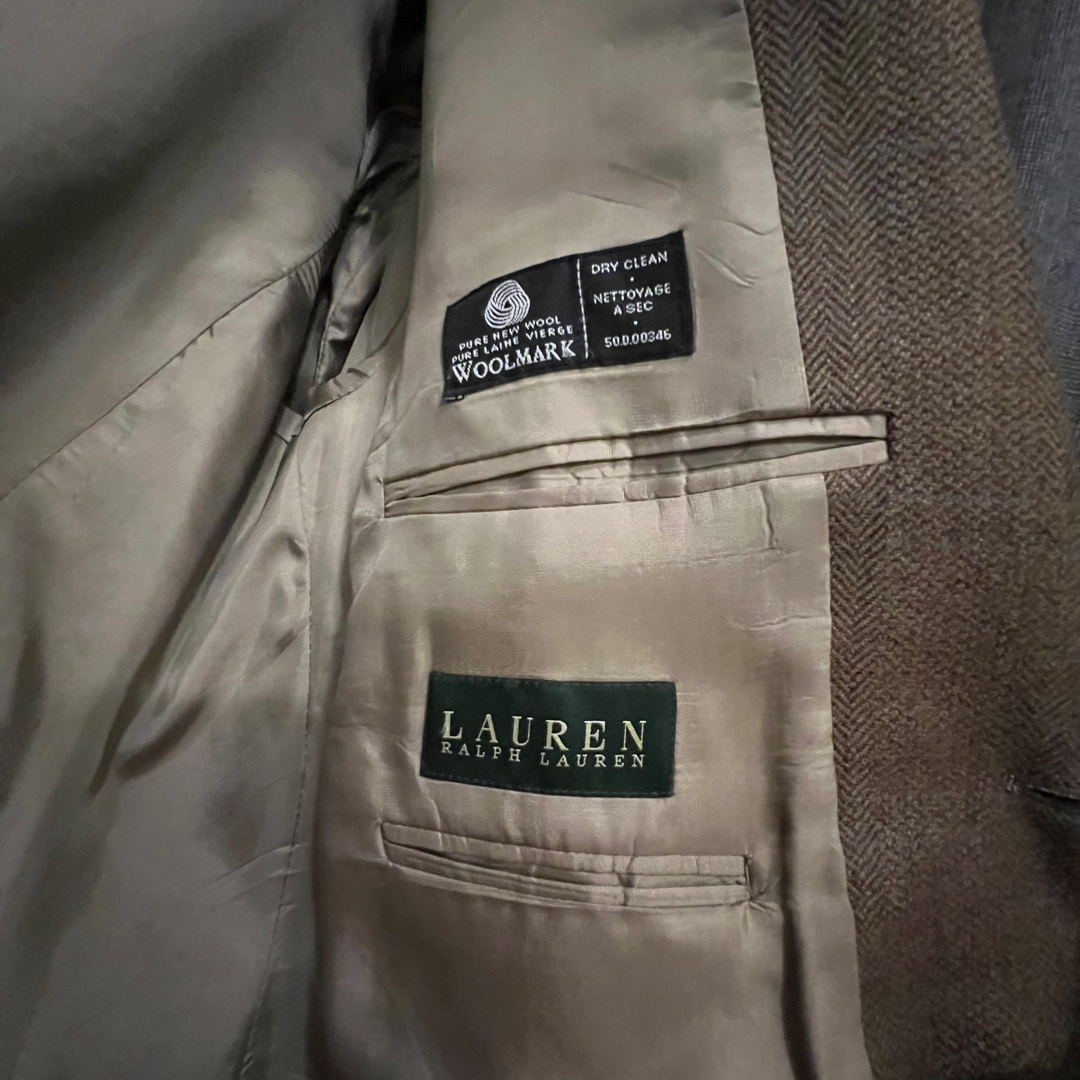 PURE NEW WOOL
PURE LAINE VIERGE
WOOLMARK
DRY CLEAN
•
NETTOYAGE
A SEC
•
50.D.00346
LAUREN
RALPH LAUREN